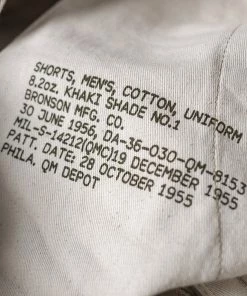 SHORTS, MEN'S, COTTON, UNIFORM
8.2oz. KHAKI SHADE NO.1
BRONSON MFG. CO.
30 JUNE 1956, DA-36-030-QM-8153
MIL-S-14212(QMC)19 DECEMBER 1955
PATT. DATE: 28 OCTOBER 1955
PHILA. QM DEPOT